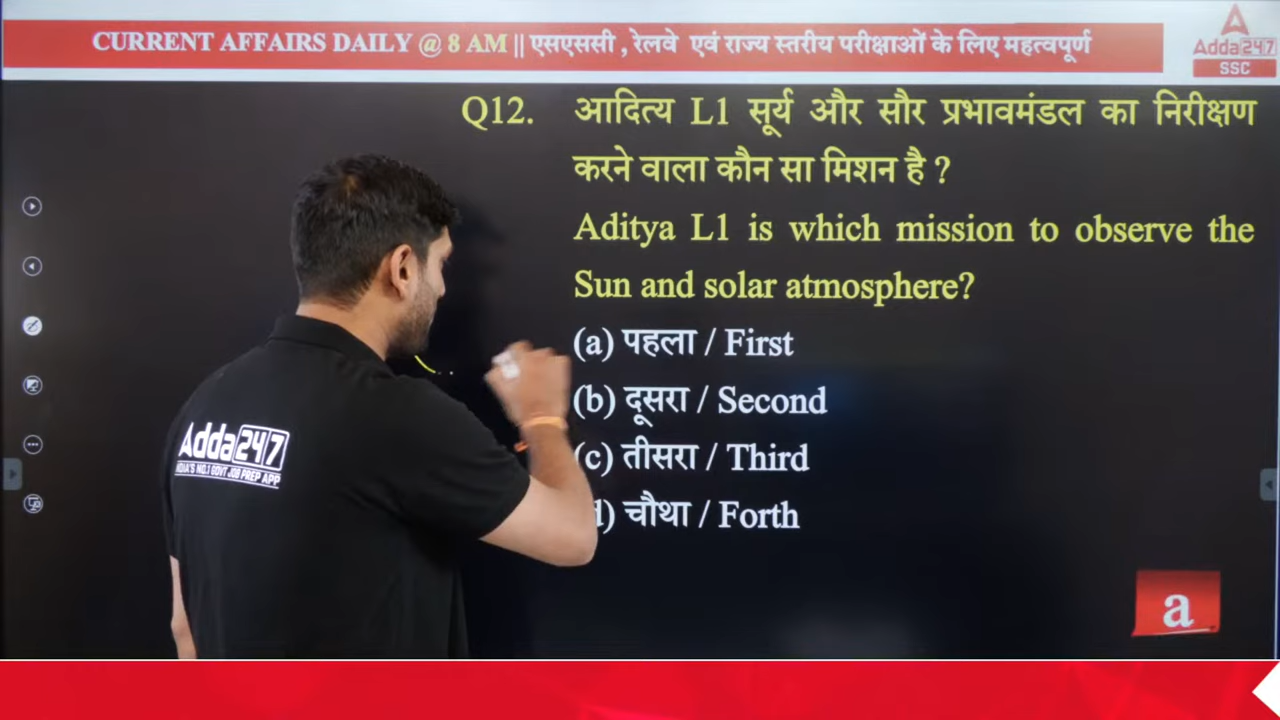 CURRENT AFFAIRS DAILY @ 8 AM || एसएससी , रेलवे एवं राज्य स्तरीय परीक्षाओं के लिए महत्वपूर्ण
Adda247
SSC
Q12. आदित्य L1 सूर्य और सौर प्रभावमंडल का निरीक्षण
करने वाला कौन सा मिशन है ?
Aditya L1 is which mission to observe the
Sun and solar atmosphere?
(a) पहला / First
(b) दूसरा / Second
(c) तीसरा / Third
d) चौथा / Forth
Adda247
INDIA'S NO.1 GOVT JOB PREP APP
a